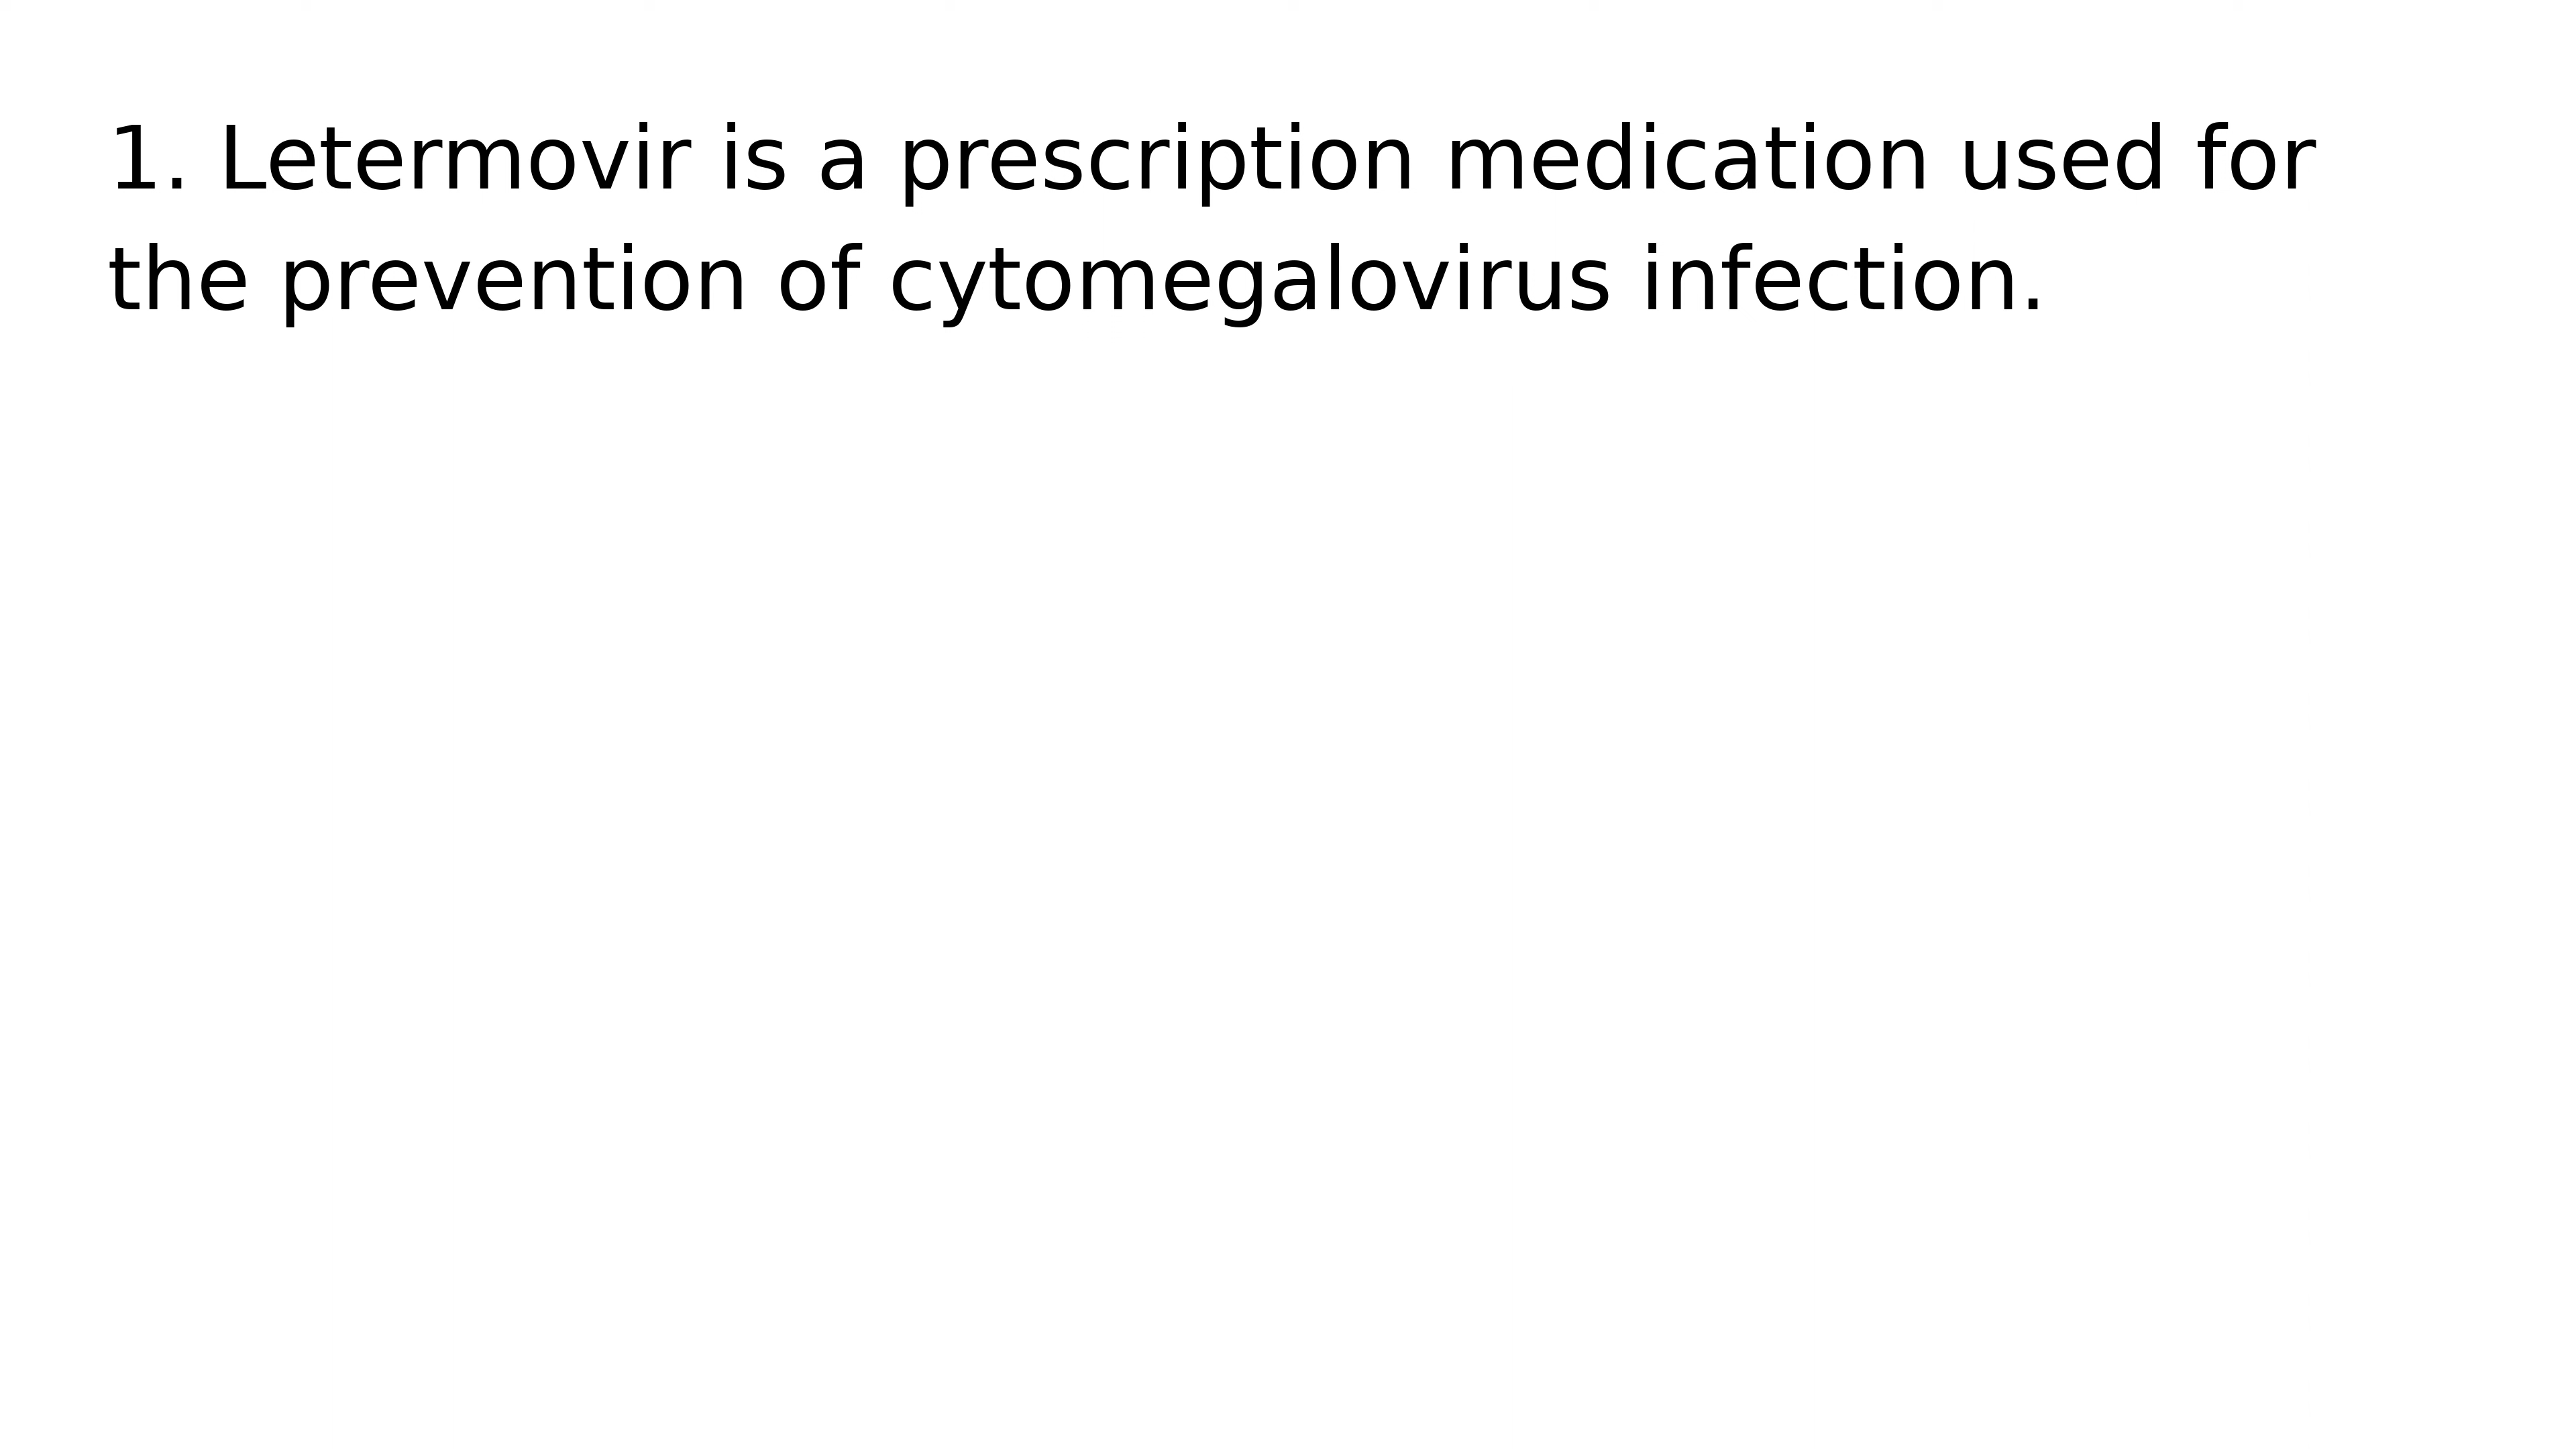 1. Letermovir is a prescription medication used for
the prevention of cytomegalovirus infection.